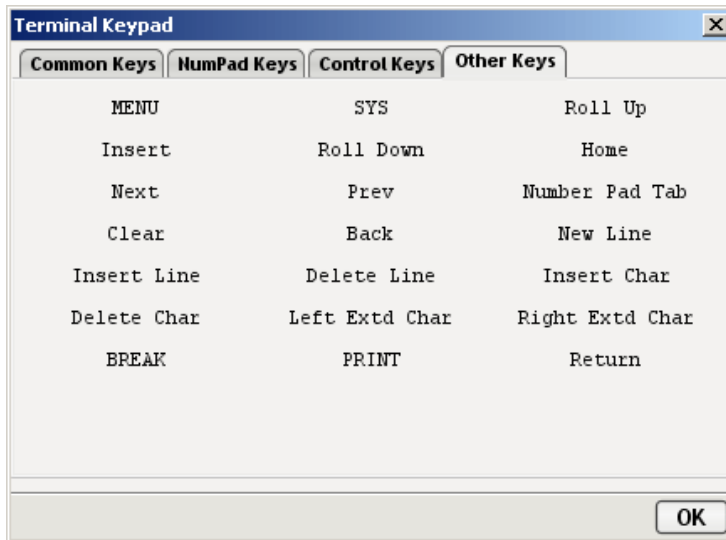 Terminal Keypad
Common Keys NumPad Keys Control Keys Other Keys
MENU SYS Roll Up
Insert Roll Down Home
Next Prev Number Pad Tab
Clear Back New Line
Insert Line Delete Line Insert Char
Delete Char Left Extd Char Right Extd Char
BREAK PRINT Return
OK